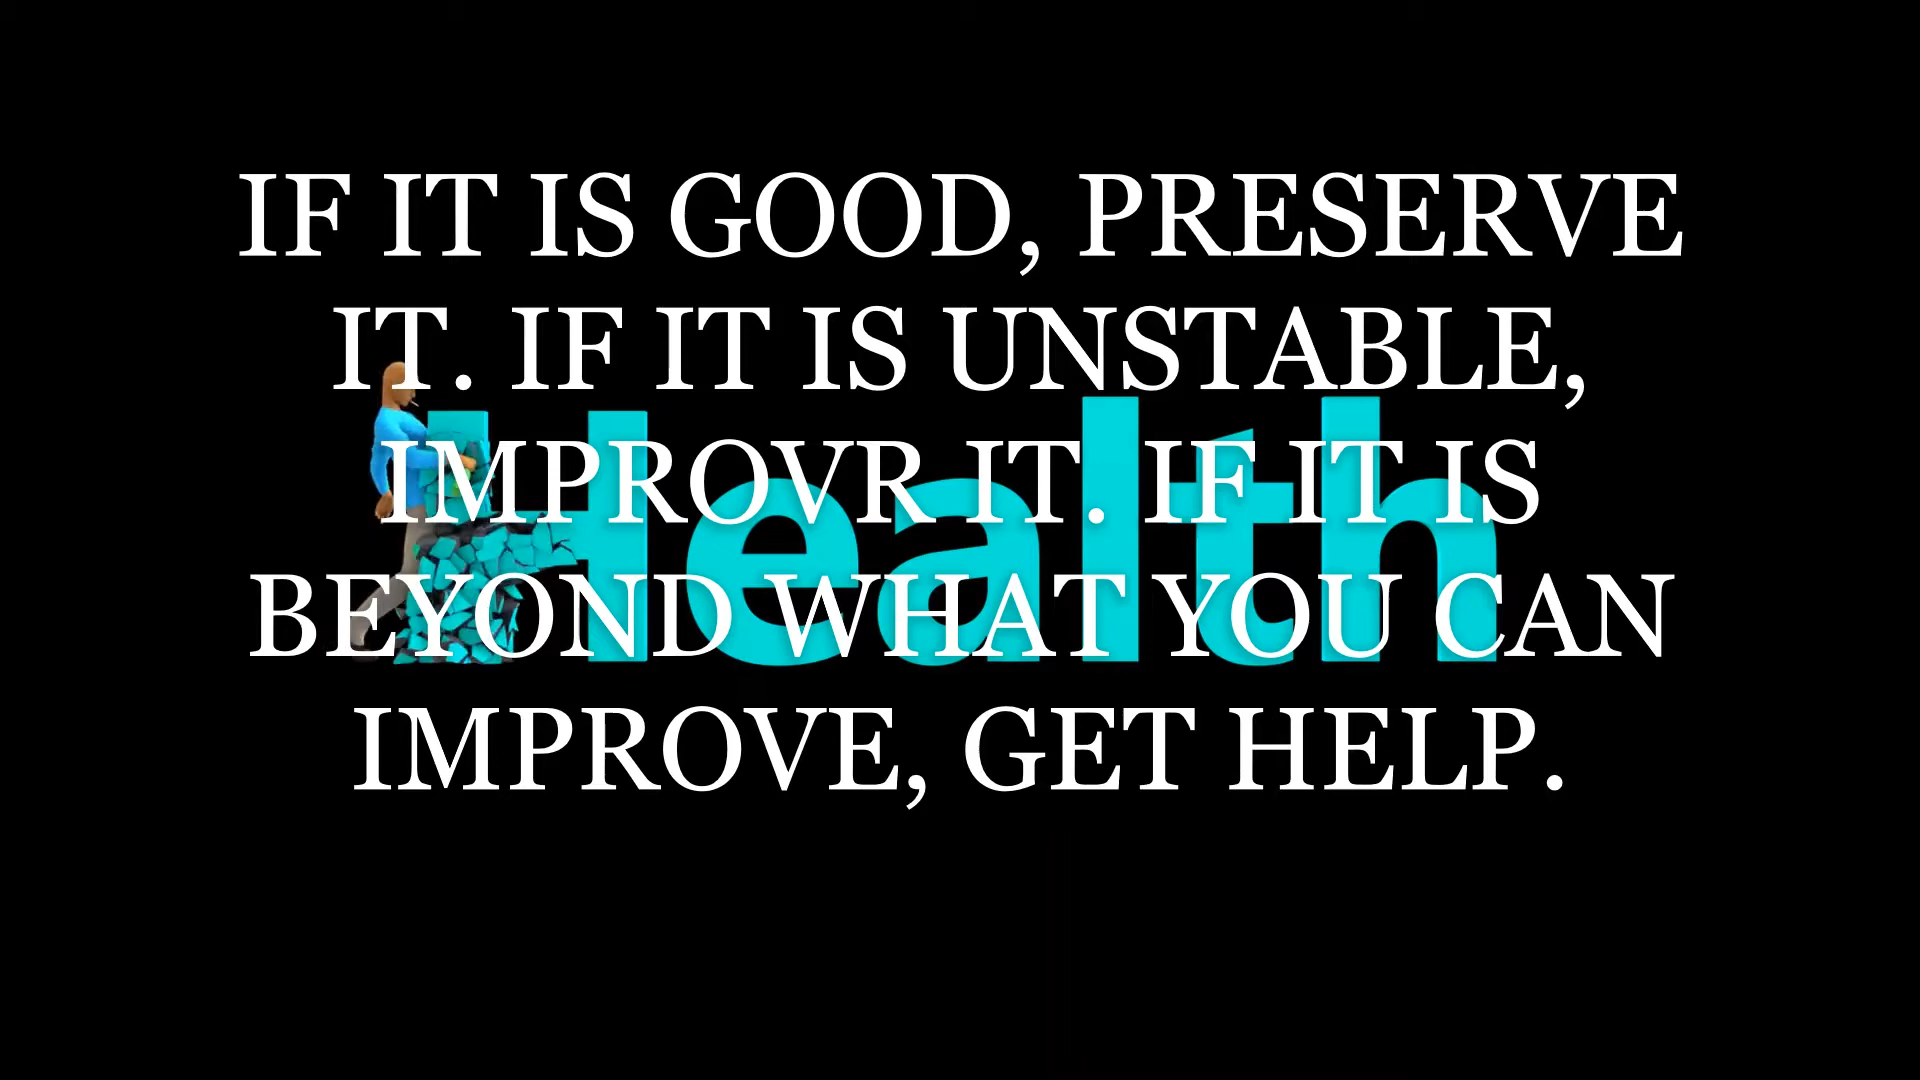 IF IT IS GOOD, PRESERVE
IT. IF IT IS UNSTABLE,
IMPROVR IT. IF IT IS
BEYOND WHAT YOU CAN
IMPROVE, GET HELP.
Health